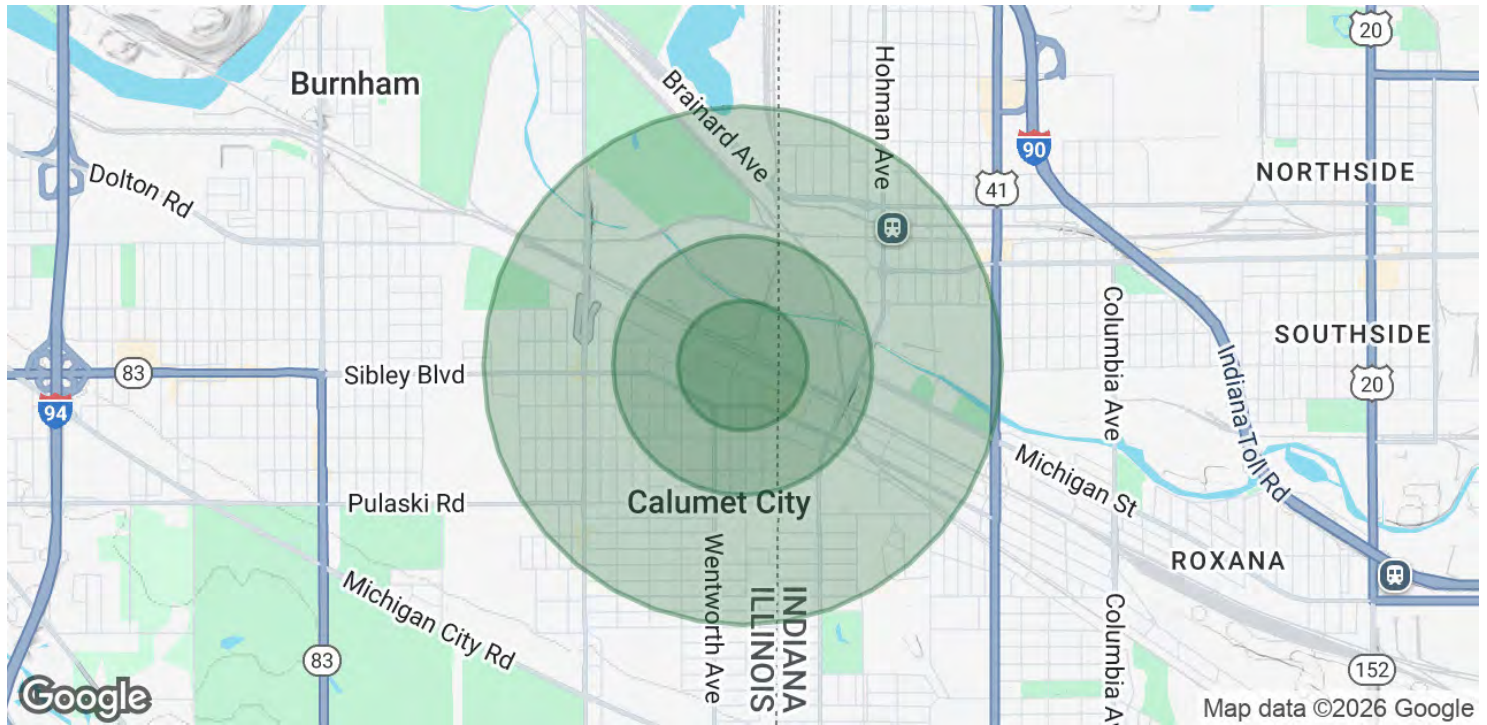 20
Burnham
Brainard Ave
Hohman Ave
90
Dolton Rd
NORTHSIDE
41
Columbia Ave
SOUTHSIDE
83
Sibley Blvd
20
Indiana Toll Rd
94
Michigan St
Pulaski Rd
Calumet City
ROXANA
Wentworth Ave
ILLINOIS
INDIANA
Michigan City Rd
Columbia Av
83
152
Google
Map data ©2026 Google